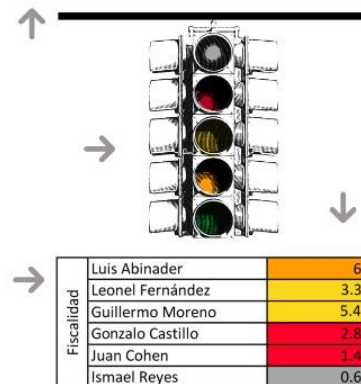 Fiscalidad
Luis Abinader 6
Leonel Fernández 3.3
Guillermo Moreno 5.4
Gonzalo Castillo 2.8
Juan Cohen 1.4
Ismael Reyes 0.6